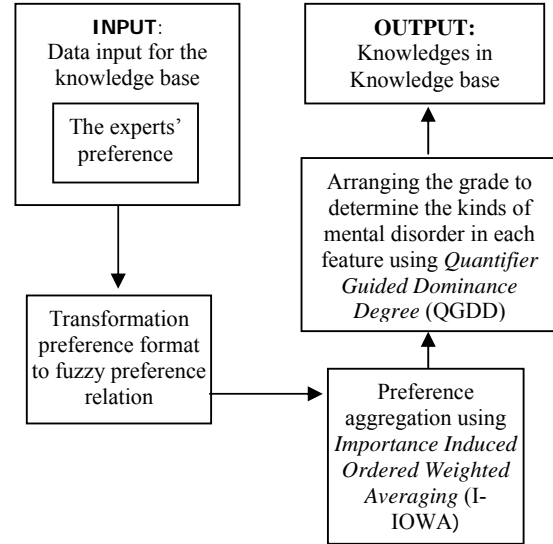 INPUT:
Data input for the
knowledge base
The experts'
preference
Transformation
preference format
to fuzzy preference
relation
Preference
aggregation using
Importance Induced
Ordered Weighted
Averaging (I-
IOWA)
Arranging the grade to
determine the kinds of
mental disorder in each
feature using Quantifier
Guided Dominance
Degree (QGDD)
OUTPUT:
Knowledges in
Knowledge base